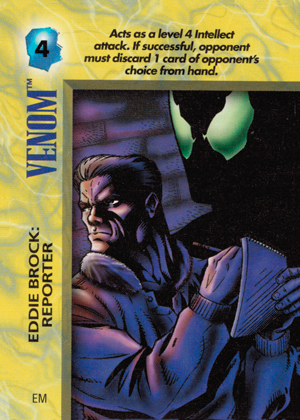 4
Acts as a level 4 Intellect
attack. If successful, opponent
must discard 1 card of opponent's
choice from hand.
VENOM™
EDDIE BROCK:
REPORTER
EM